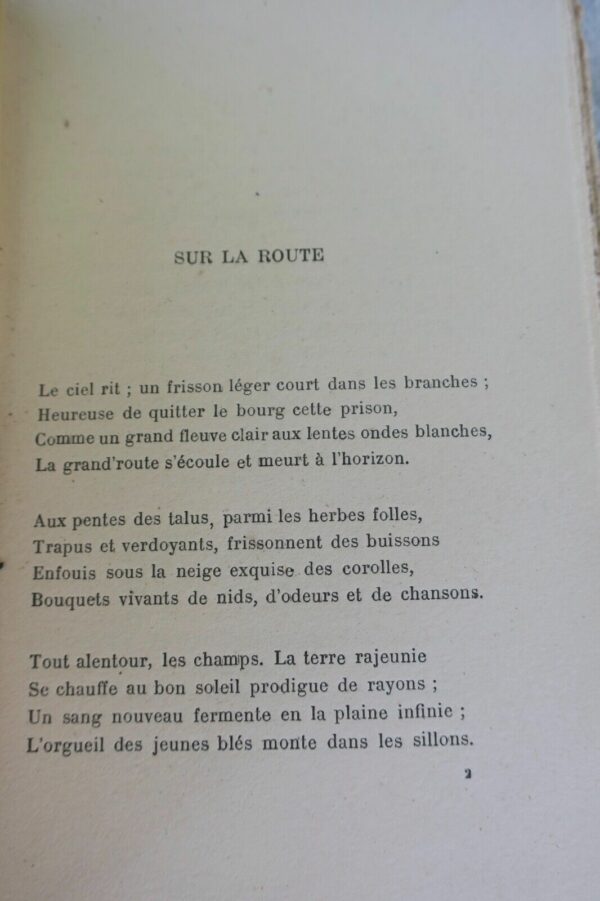 SUR LA ROUTE
Le ciel rit ; un frisson léger court dans les branches ;
Heureuse de quitter le bourg cette prison,
Comme un grand fleuve clair aux lentes ondes blanches,
La grand'route s'écoule et meurt à l'horizon.
Aux pentes des talus, parmi les herbes folles,
Trapus et verdoyants, frissonnent des buissons
Enfouis sous la neige exquise des corolles,
Bouquets vivants de nids, d'odeurs et de chansons.
Tout alentour, les champs. La terre rajeunie
Se chauffe au bon soleil prodigue de rayons ;
Un sang nouveau fermente en la plaine infinie ;
L'orgueil des jeunes blés monte dans les sillons.
2